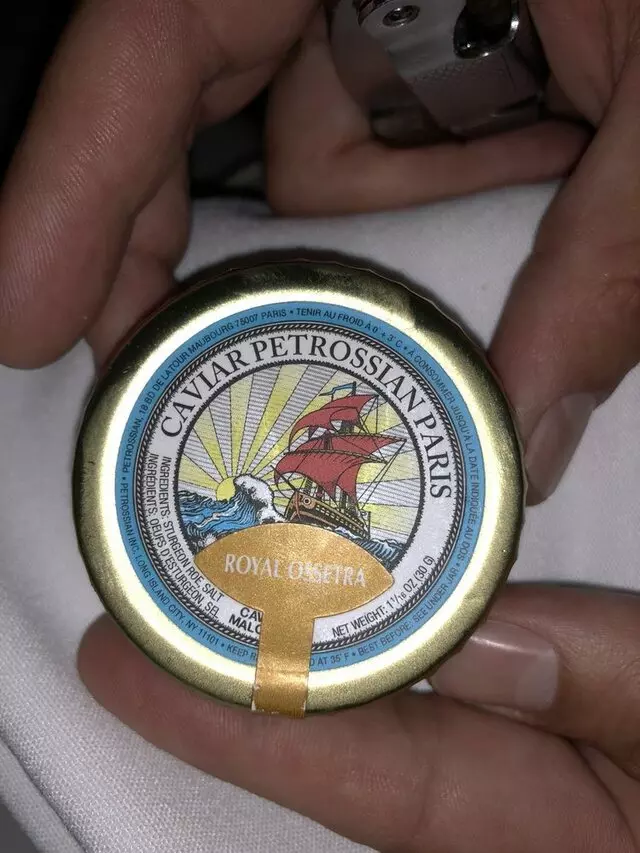 PETROSSIAN, 18 BD DE LATOUR MAUBOURG 75007 PARIS • TENIR AU FROID A 0° + 3°C • A CONSOMMER JUSQU'A LA DATE INDIQUEE AU DOS
PETROSSIAN INC, LONG ISLAND CITY, NY 11101 • KEEP AT 35°F • BEST BEFORE: SEE UNDER JAR
CAVIAR PETROSSIAN PARIS
INGREDIENTS: STURGEON ROE, SALT
INGREDIENTS: OEUFS D'ESTURGEON, SEL
ROYAL OSSETRA
NET WEIGHT: 1 1/16 OZ (30 G)